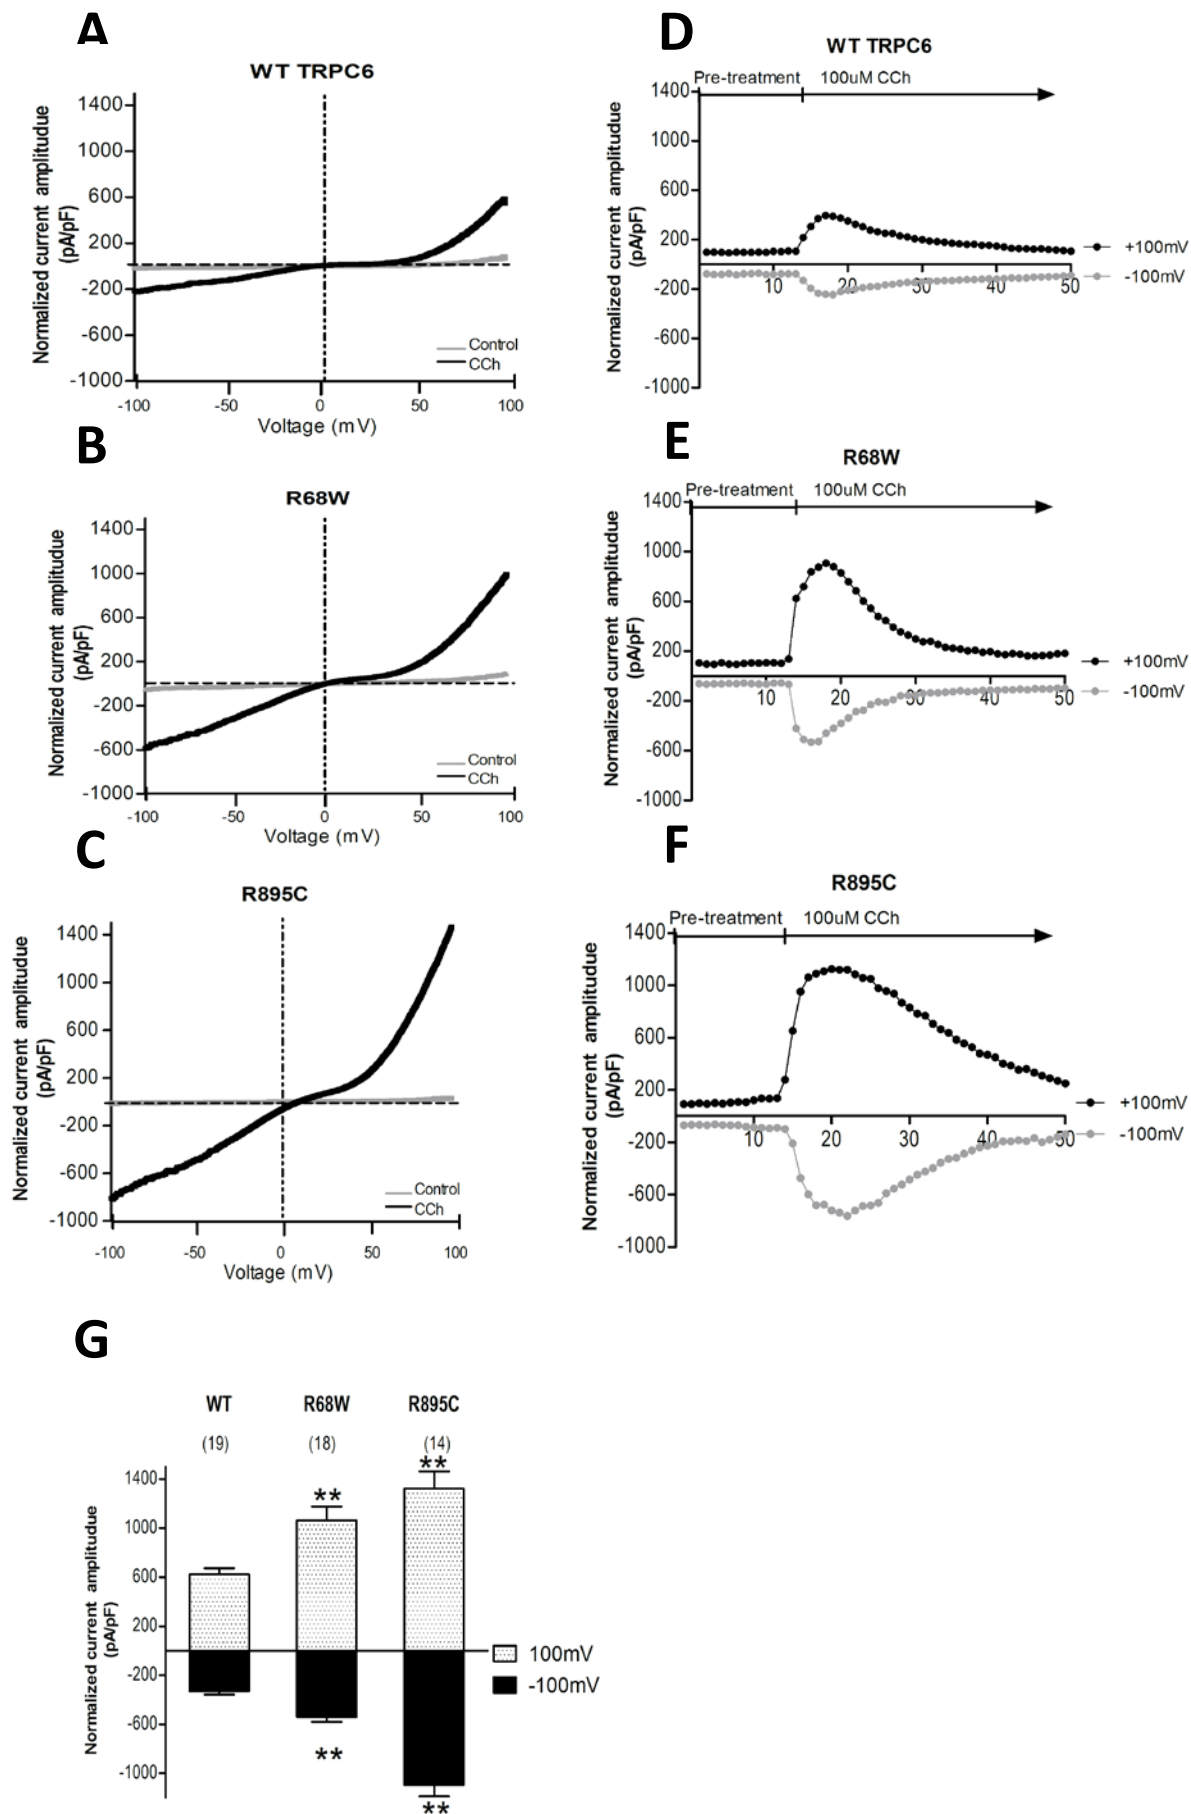 A
WT TRPC6
Normalized current amplitudue
(pA/pF)
1400
1000
600
200
-200
-600
-1000
Control
CCh
-100 -50 0 50 100
Voltage (mV)
B
R68W
Normalized current amplitudue
(pA/pF)
1400
1000
600
200
-200
-600
-1000
Control
CCh
-100 -50 0 50 100
Voltage (mV)
C
R895C
Normalized current amplitudue
(pA/pF)
1400
1000
600
200
-200
-600
-1000
Control
CCh
-100 -50 0 50 100
Voltage (mV)
D
WT TRPC6
Pre-treatment 100uM CCh
Normalized current amplitudue
(pA/pF)
1400
1000
600
200
-200
-600
-1000
10 20 30 40 50
+100mV
-100mV
E
R68W
Pre-treatment 100uM CCh
Normalized current amplitudue
(pA/pF)
1400
1000
600
200
-200
-600
-1000
10 20 30 40 50
+100mV
-100mV
F
R895C
Pre-treatment 100uM CCh
Normalized current amplitudue
(pA/pF)
1400
1000
600
200
-200
-600
-1000
10 20 30 40 50
+100mV
-100mV
G
WT R68W R895C
(19) (18) (14)
** **
Normalized current amplitudue
(pA/pF)
1400
1000
600
200
-200
-600
-1000
100mV
-100mV
** **